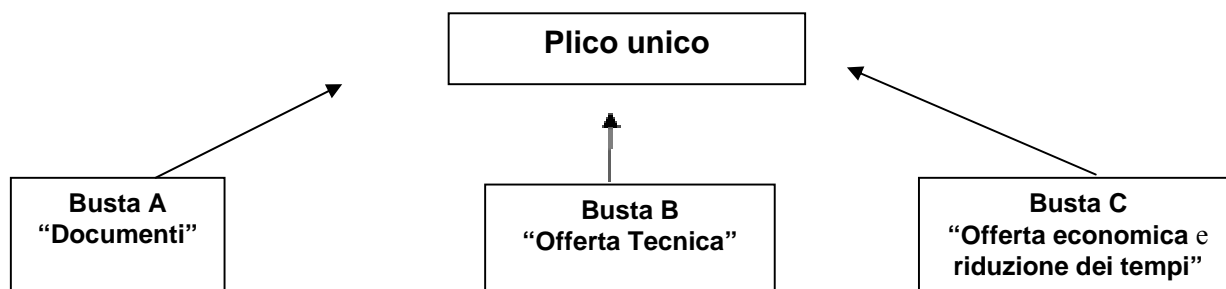 Plico unico
Busta A
“Documenti”
Busta B
“Offerta Tecnica”
Busta C
“Offerta economica e
riduzione dei tempi”